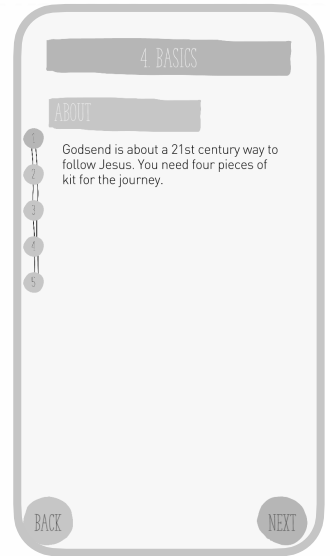 4. BASICS
ABOUT
1
Godsend is about a 21st century way to
follow Jesus. You need four pieces of
kit for the journey.
2
3
4
5
BACK
NEXT